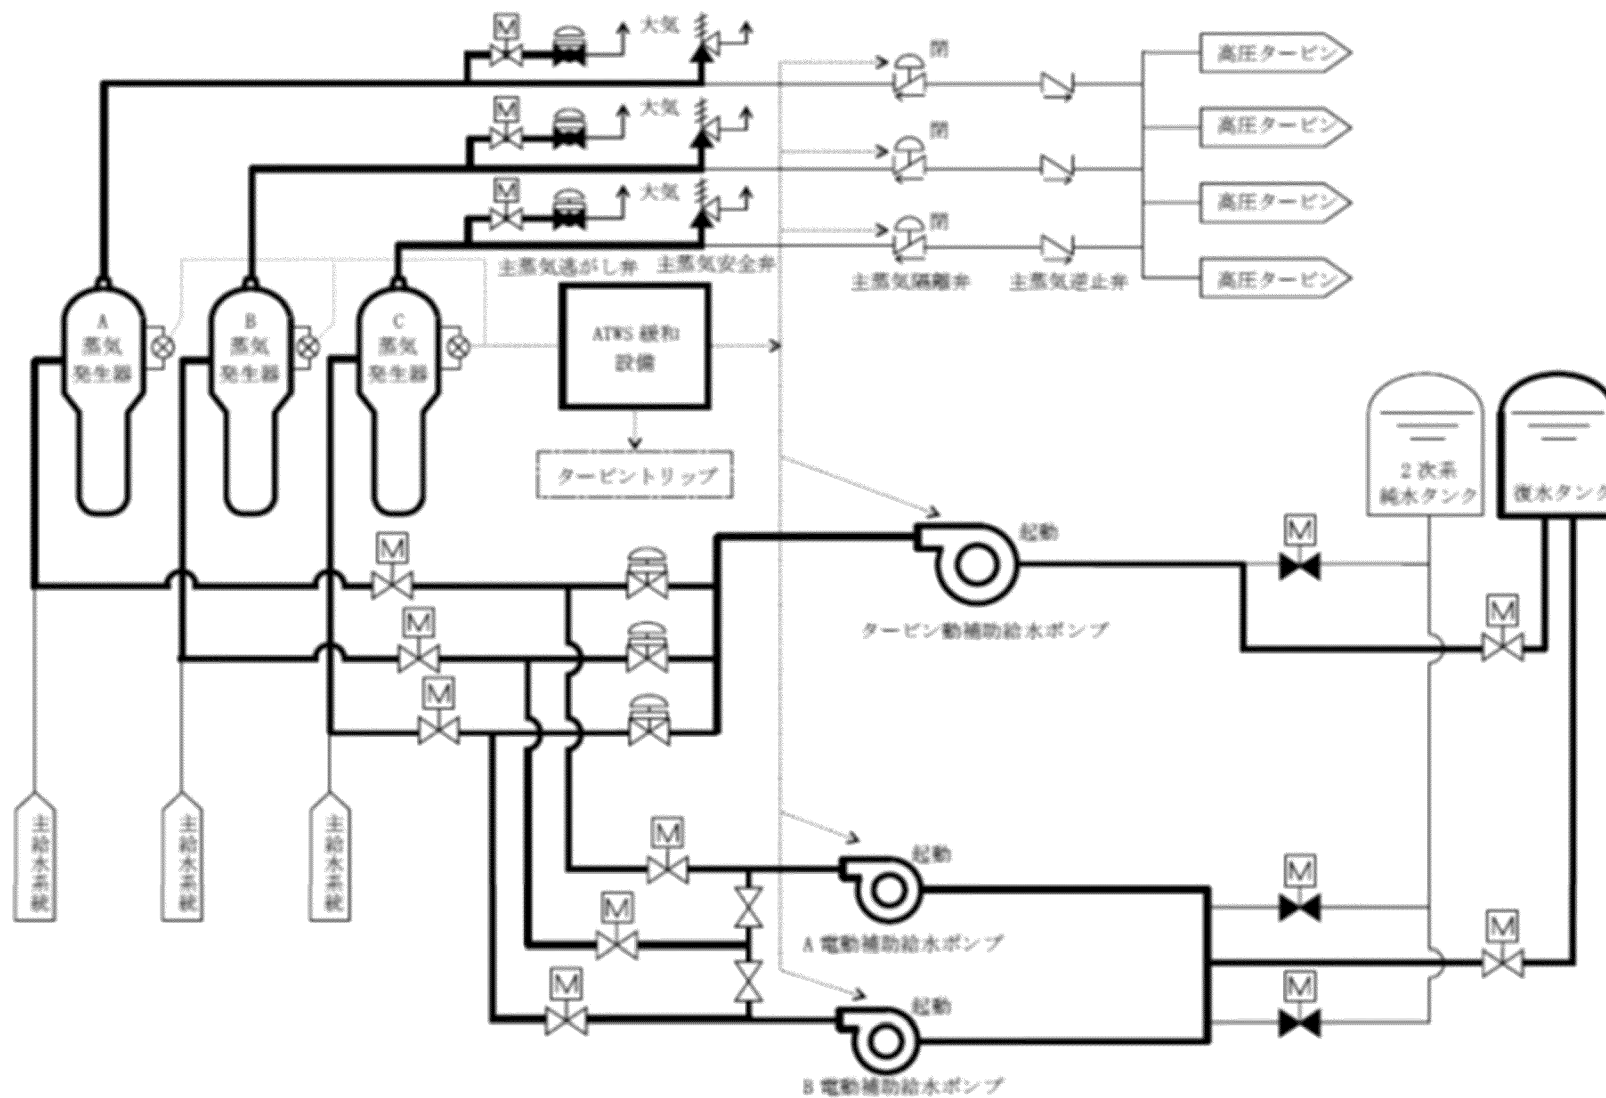 M
大気
閉
高圧タービン
M
大気
閉
高圧タービン
M
大気
閉
高圧タービン
高圧タービン
主蒸気逃がし弁
主蒸気安全弁
主蒸気隔離弁
主蒸気逆止弁
A
蒸気
発生器
B
蒸気
発生器
C
蒸気
発生器
ATWS 緩和
設備
タービントリップ
2次系
純水タンク
復水タンク
M
起動
M
タービン動補助給水ポンプ
M
M
M
主給水系統
主給水系統
主給水系統
M
起動
M
A 電動補助給水ポンプ
M
M
M
起動
M
B 電動補助給水ポンプ